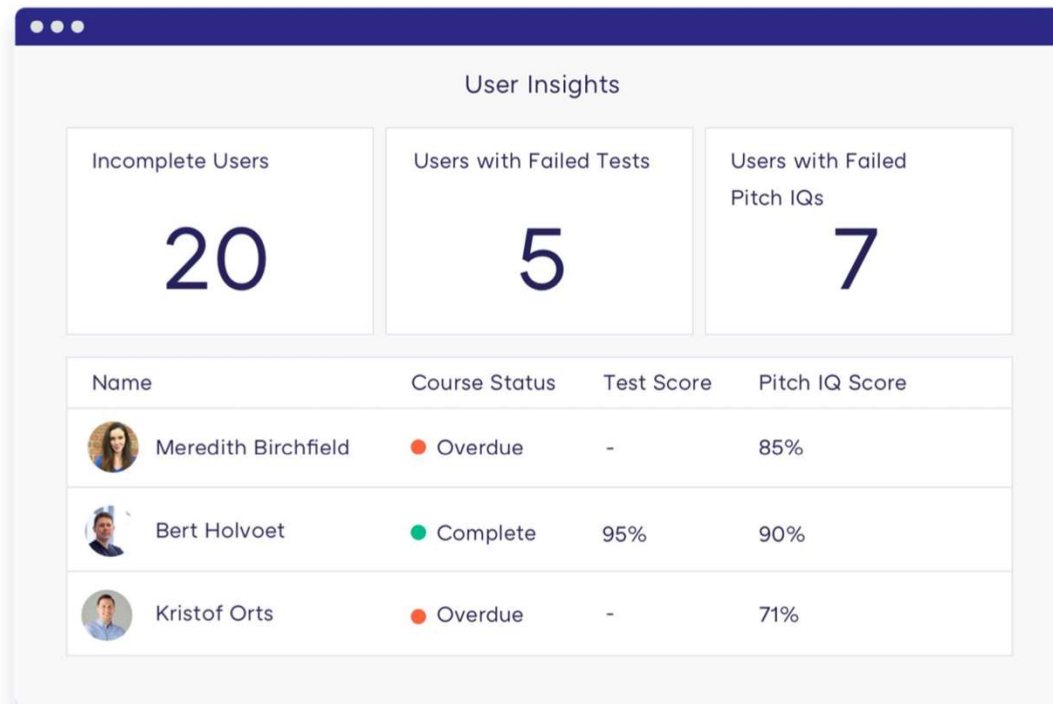 User Insights
Incomplete Users
20
Users with Failed Tests
5
Users with Failed
Pitch IQs
7
Name Course Status Test Score Pitch IQ Score
Meredith Birchfield Overdue - 85%
Bert Holvoet Complete 95% 90%
Kristof Orts Overdue - 71%